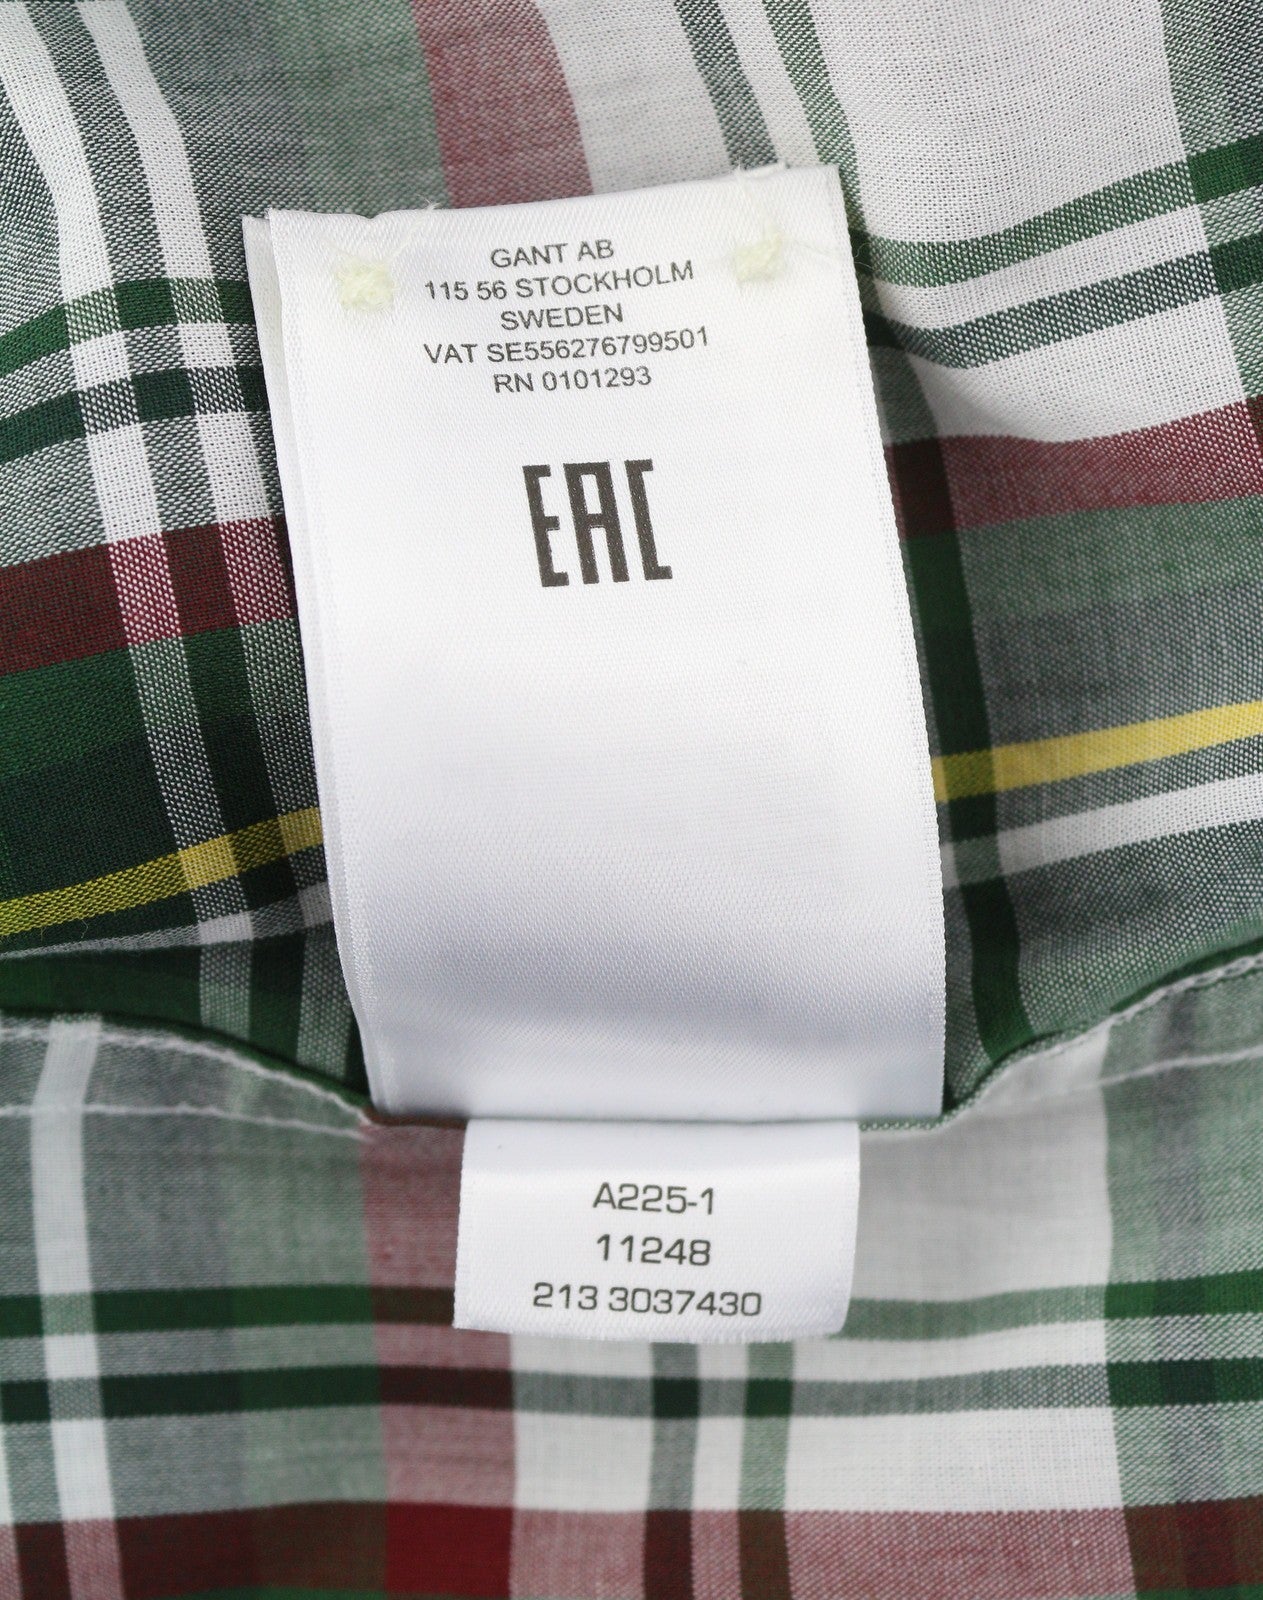 GANT AB
115 56 STOCKHOLM
SWEDEN
VAT SE556276799501
RN 0101293
EAC
A225-1
11248
213 3037430